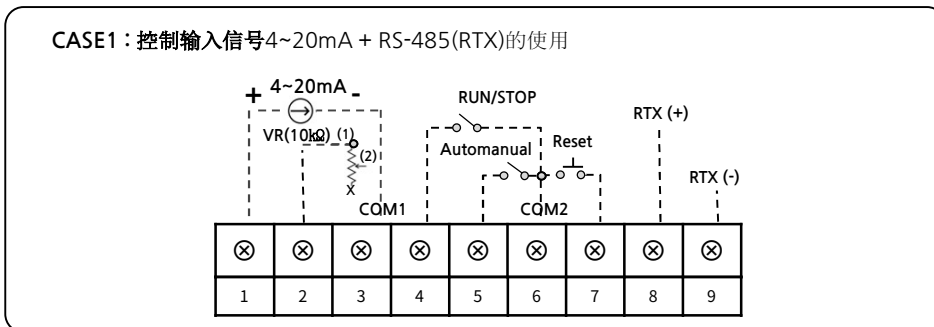 CASE1：控制输入信号4~20mA + RS-485(RTX)的使用
4~20mA
+ -
RUN/STOP
RTX (+)
VR(10kΩ) (1)
(2)
Automanual
Reset
X
RTX (-)
COM1
COM2
1 2 3 4 5 6 7 8 9